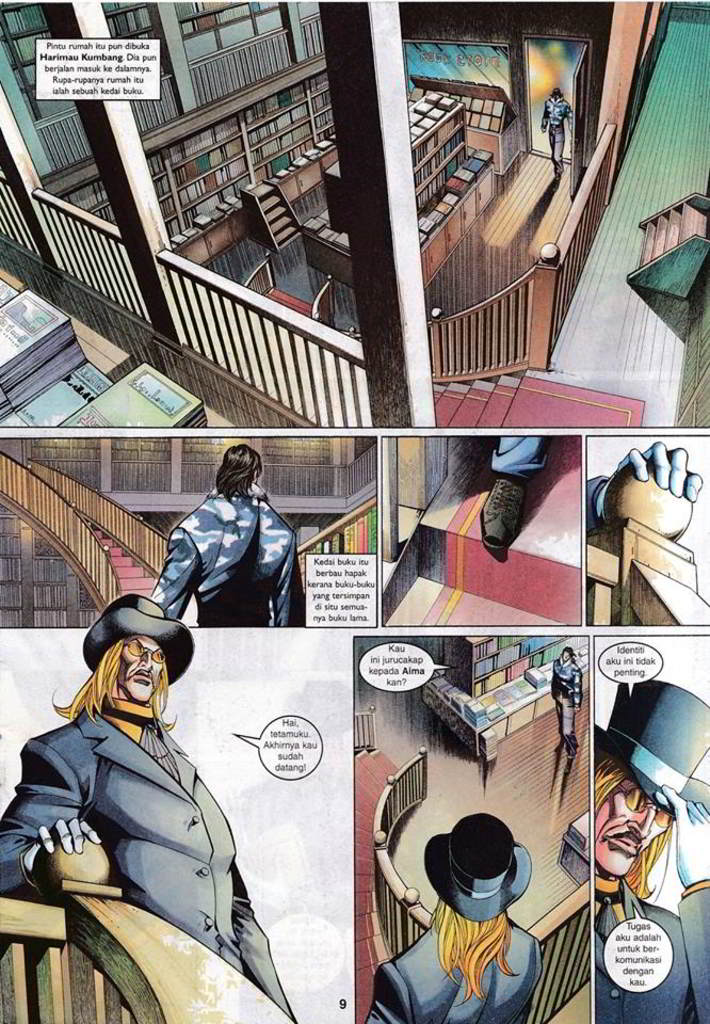 Pintu rumah itu pun dibuka
Harimau Kumbang. Dia pun
berjalan masuk ke dalamnya.
Rupa-rupanya rumah itu
ialah sebuah kedai buku.
Kedai buku itu
berbau hapak
kerana buku-buku
yang tersimpan
di situ semua-
nya buku lama.
Hai,
tetamuku.
Akhirnya kau
sudah
datang!
Kau
ini jurucakap
kepada Aima
kan?
Identiti
aku ini tidak
penting.
Tugas
aku adalah
untuk ber-
komunikasi
dengan
kau.
9